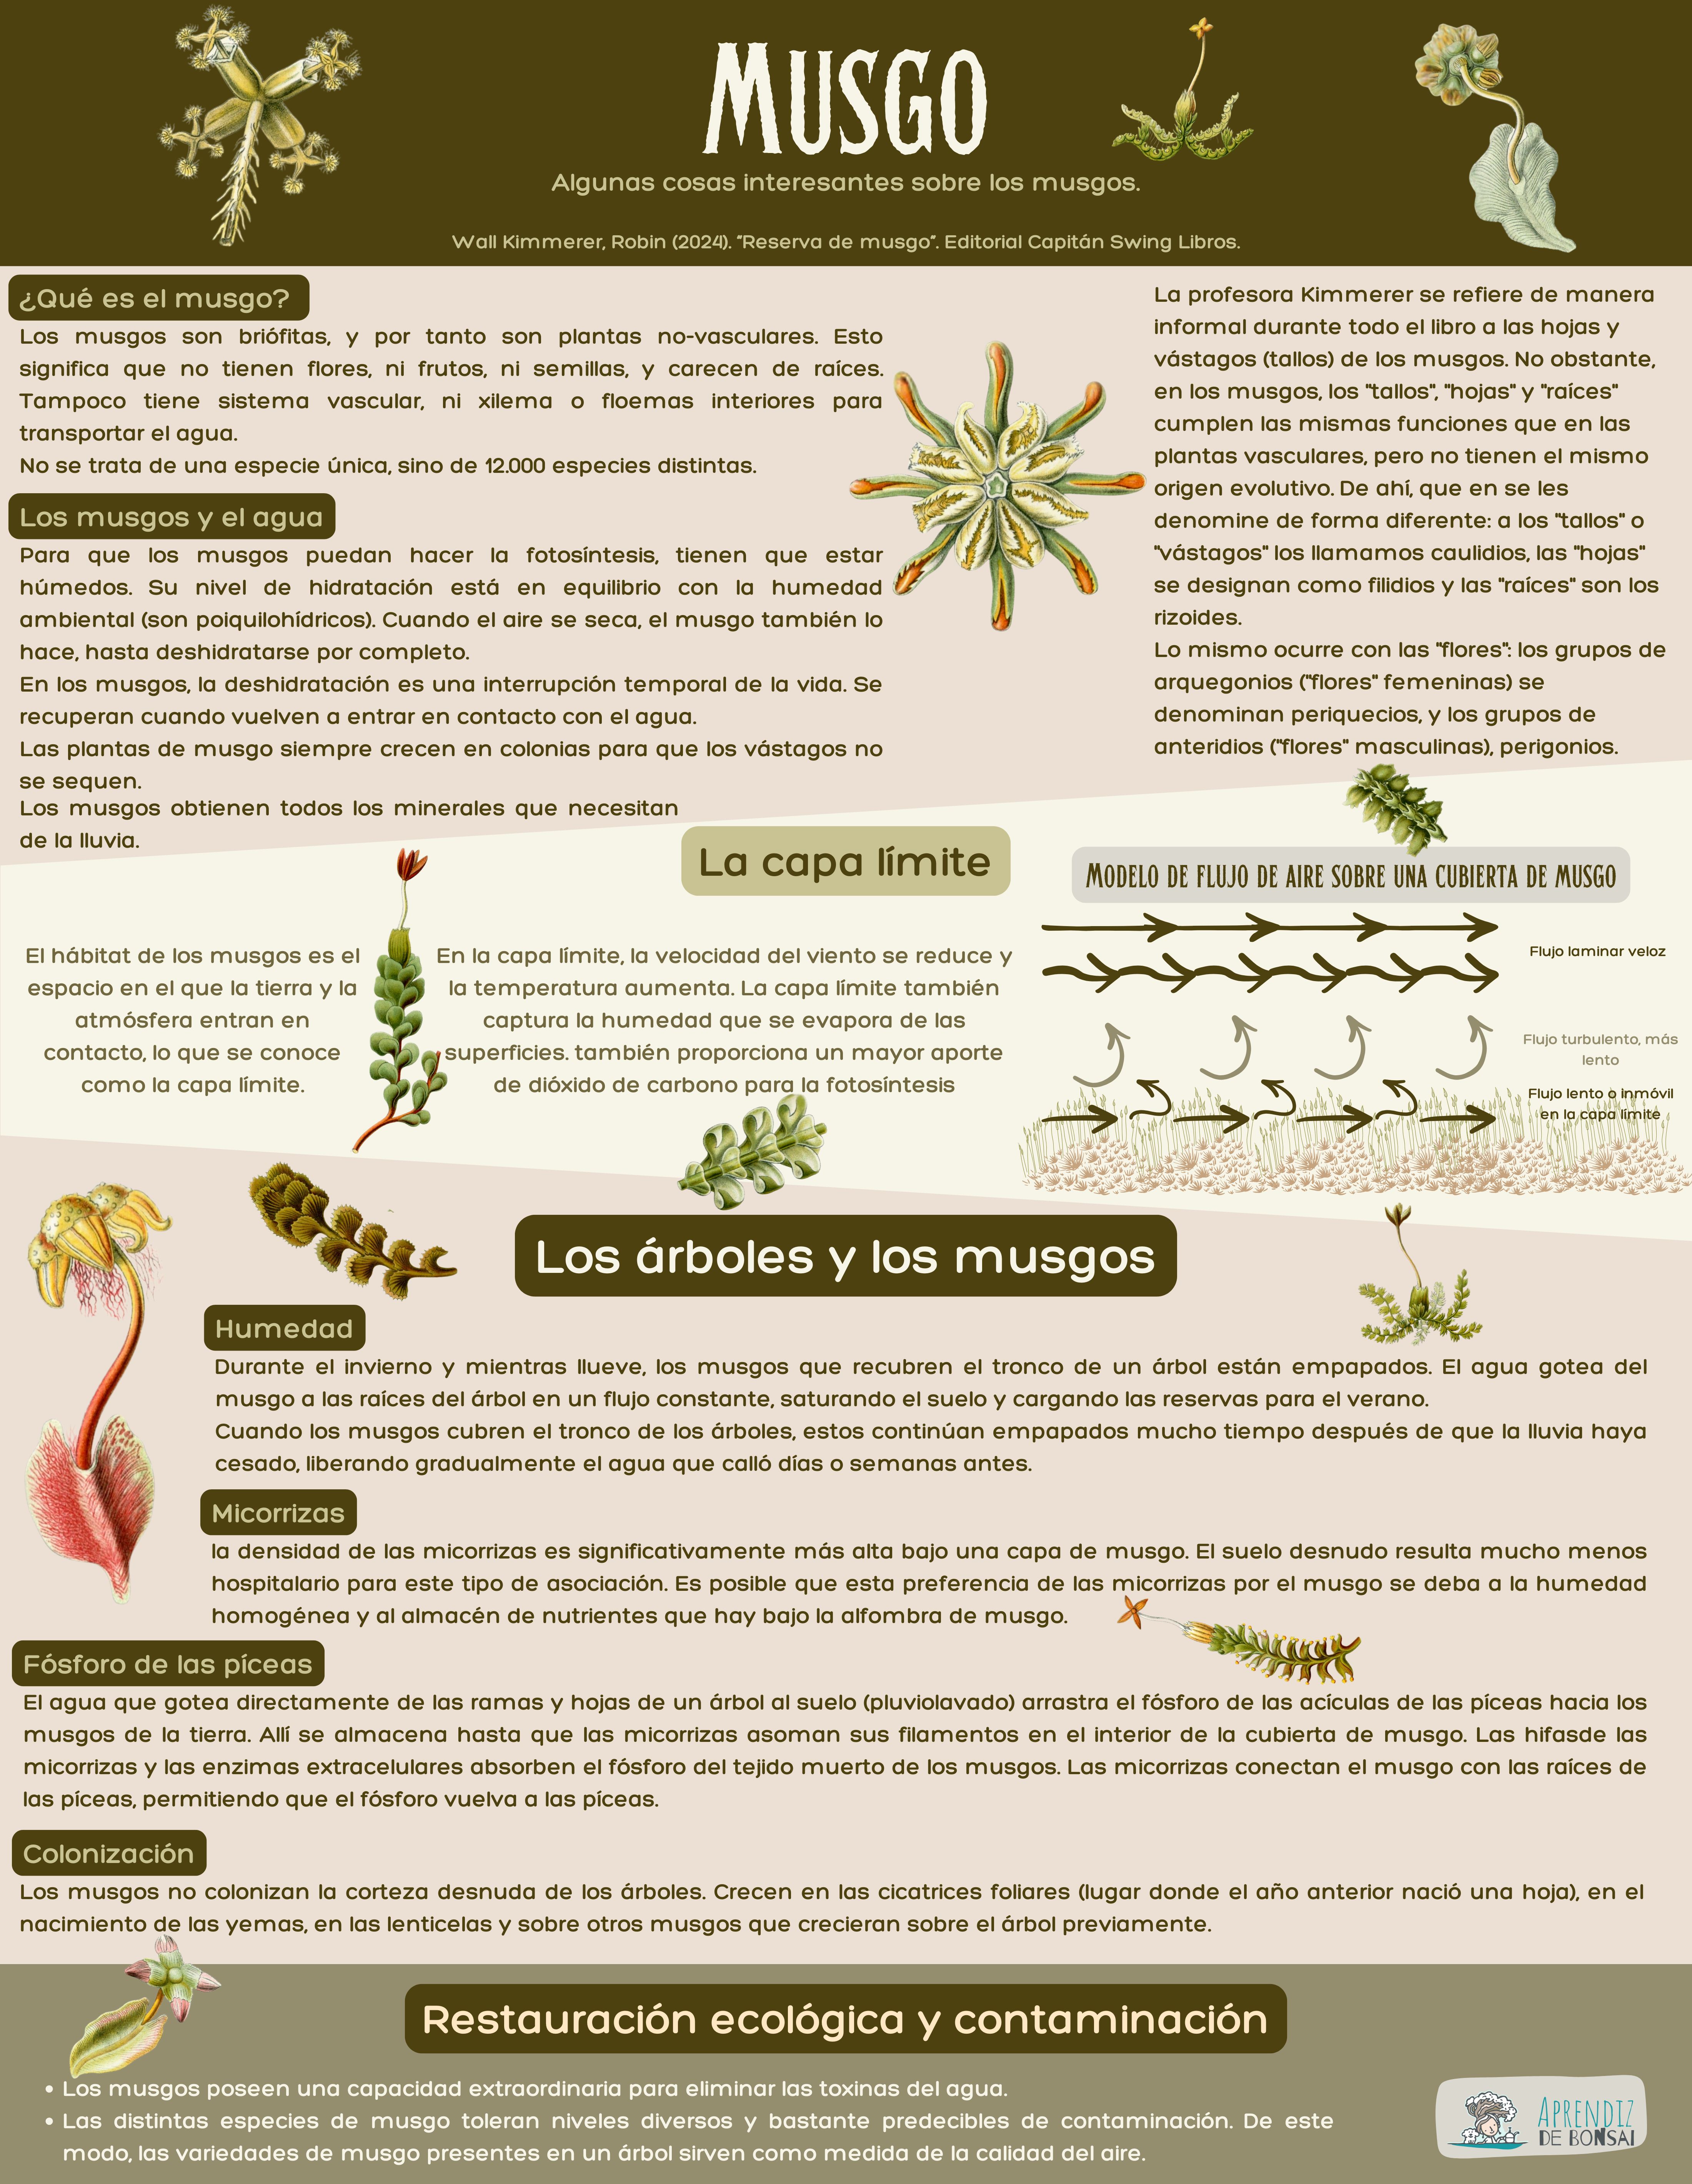 MUSGO
Algunas cosas interesantes sobre los musgos.
Wall Kimmerer, Robin (2024). "Reserva de musgo". Editorial Capitán Swing Libros.
¿Qué es el musgo?
Los musgos son briófitas, y por tanto son plantas no-vasculares. Esto
significa que no tienen flores, ni frutos, ni semillas, y carecen de raíces.
Tampoco tiene sistema vascular, ni xilema o floemas interiores para
transportar el agua.
No se trata de una especie única, sino de 12.000 especies distintas.
Los musgos y el agua
Para que los musgos puedan hacer la fotosíntesis, tienen que estar
húmedos. Su nivel de hidratación está en equilibrio con la humedad
ambiental (son poiquilohídricos). Cuando el aire se seca, el musgo también lo
hace, hasta deshidratarse por completo.
En los musgos, la deshidratación es una interrupción temporal de la vida. Se
recuperan cuando vuelven a entrar en contacto con el agua.
Las plantas de musgo siempre crecen en colonias para que los vástagos no
se sequen.
Los musgos obtienen todos los minerales que necesitan
de la lluvia.
La profesora Kimmerer se refiere de manera
informal durante todo el libro a las hojas y
vástagos (tallos) de los musgos. No obstante,
en los musgos, los "tallos", "hojas" y "raíces"
cumplen las mismas funciones que en las
plantas vasculares, pero no tienen el mismo
origen evolutivo. De ahí, que en se les
denomine de forma diferente: a los "tallos" o
"vástagos" los llamamos caulidios, las "hojas"
se designan como filidios y las "raíces" son los
rizoides.
Lo mismo ocurre con las "flores": los grupos de
arquegonios ("flores" femeninas) se
denominan periquecios, y los grupos de
anteridios ("flores" masculinas), perigonios.
La capa límite
El hábitat de los musgos es el
espacio en el que la tierra y la
atmósfera entran en
contacto, lo que se conoce
como la capa límite.
En la capa límite, la velocidad del viento se reduce y
la temperatura aumenta. La capa límite también
captura la humedad que se evapora de las
superficies. también proporciona un mayor aporte
de dióxido de carbono para la fotosíntesis
MODELO DE FLUJO DE AIRE SOBRE UNA CUBIERTA DE MUSGO
Flujo laminar veloz
Flujo turbulento, más
lento
Flujo lento o inmóvil
en la capa límite
Los árboles y los musgos
Humedad
Durante el invierno y mientras llueve, los musgos que recubren el tronco de un árbol están empapados. El agua gotea del
musgo a las raíces del árbol en un flujo constante, saturando el suelo y cargando las reservas para el verano.
Cuando los musgos cubren el tronco de los árboles, estos continúan empapados mucho tiempo después de que la lluvia haya
cesado, liberando gradualmente el agua que calló días o semanas antes.
Micorrizas
la densidad de las micorrizas es significativamente más alta bajo una capa de musgo. El suelo desnudo resulta mucho menos
hospitalario para este tipo de asociación. Es posible que esta preferencia de las micorrizas por el musgo se deba a la humedad
homogénea y al almacén de nutrientes que hay bajo la alfombra de musgo.
Fósforo de las píceas
El agua que gotea directamente de las ramas y hojas de un árbol al suelo (pluviolavado) arrastra el fósforo de las acículas de las píceas hacia los
musgos de la tierra. Allí se almacena hasta que las micorrizas asoman sus filamentos en el interior de la cubierta de musgo. Las hifasde las
micorrizas y las enzimas extracelulares absorben el fósforo del tejido muerto de los musgos. Las micorrizas conectan el musgo con las raíces de
las píceas, permitiendo que el fósforo vuelva a las píceas.
Colonización
Los musgos no colonizan la corteza desnuda de los árboles. Crecen en las cicatrices foliares (lugar donde el año anterior nació una hoja), en el
nacimiento de las yemas, en las lenticelas y sobre otros musgos que crecieran sobre el árbol previamente.
Restauración ecológica y contaminación
• Los musgos poseen una capacidad extraordinaria para eliminar las toxinas del agua.
• Las distintas especies de musgo toleran niveles diversos y bastante predecibles de contaminación. De este
modo, las variedades de musgo presentes en un árbol sirven como medida de la calidad del aire.
APRENDIZ
DE BONSAI